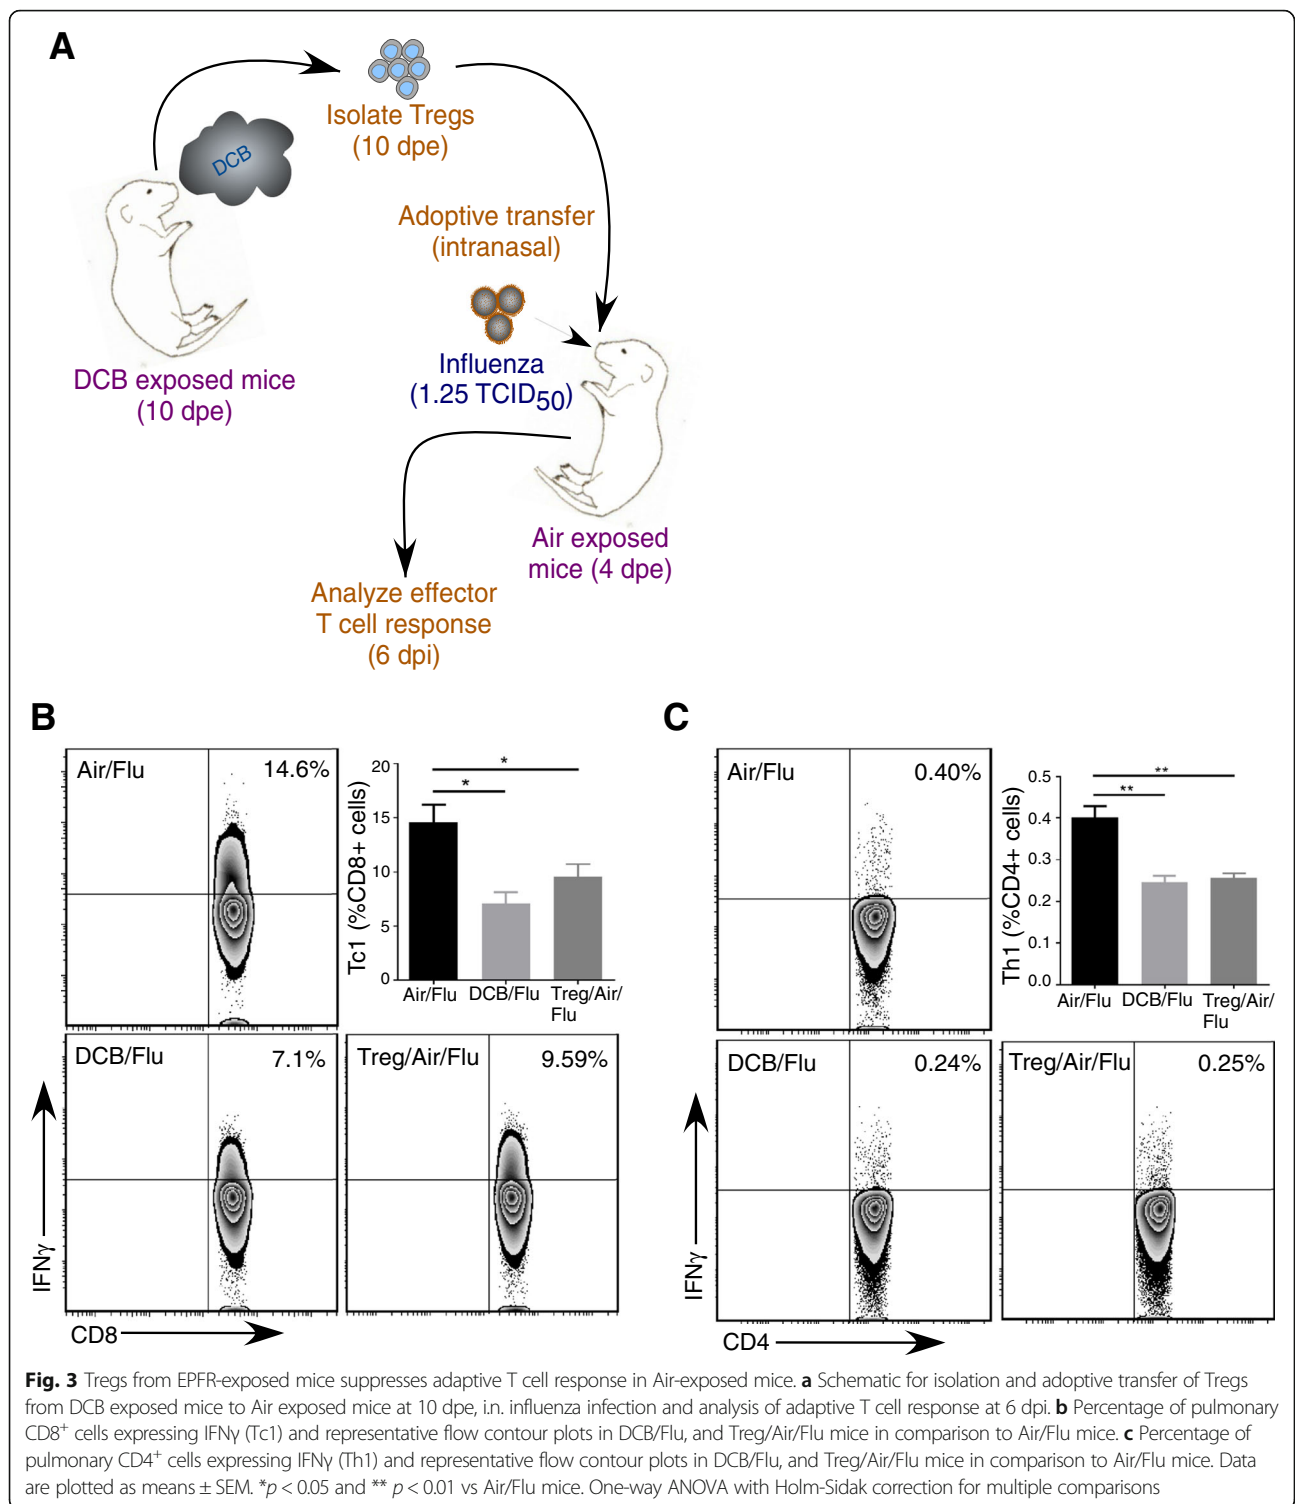 A
DCB
Isolate Tregs
(10 dpe)
Adoptive transfer
(intranasal)
Influenza
(1.25 TCID50)
DCB exposed mice
(10 dpe)
Air exposed
mice (4 dpe)
Analyze effector
T cell response
(6 dpi)
B
Air/Flu 14.6%
Tc1 (%CD8+ cells)
20
15
10
5
0
*
*
Air/Flu DCB/Flu Treg/Air/
Flu
DCB/Flu 7.1%
Treg/Air/Flu 9.59%
IFNγ
CD8
C
Air/Flu 0.40%
Th1 (%CD4+ cells)
0.5
0.4
0.3
0.2
0.1
0.0
**
**
Air/Flu DCB/Flu Treg/Air/
Flu
DCB/Flu 0.24%
Treg/Air/Flu 0.25%
IFNγ
CD4
Fig. 3 Tregs from EPFR-exposed mice suppresses adaptive T cell response in Air-exposed mice. a Schematic for isolation and adoptive transfer of Tregs
from DCB exposed mice to Air exposed mice at 10 dpe, i.n. influenza infection and analysis of adaptive T cell response at 6 dpi. b Percentage of pulmonary
CD8+ cells expressing IFNγ (Tc1) and representative flow contour plots in DCB/Flu, and Treg/Air/Flu mice in comparison to Air/Flu mice. c Percentage of
pulmonary CD4+ cells expressing IFNγ (Th1) and representative flow contour plots in DCB/Flu, and Treg/Air/Flu mice in comparison to Air/Flu mice. Data
are plotted as means ± SEM. *p < 0.05 and ** p < 0.01 vs Air/Flu mice. One-way ANOVA with Holm-Sidak correction for multiple comparisons